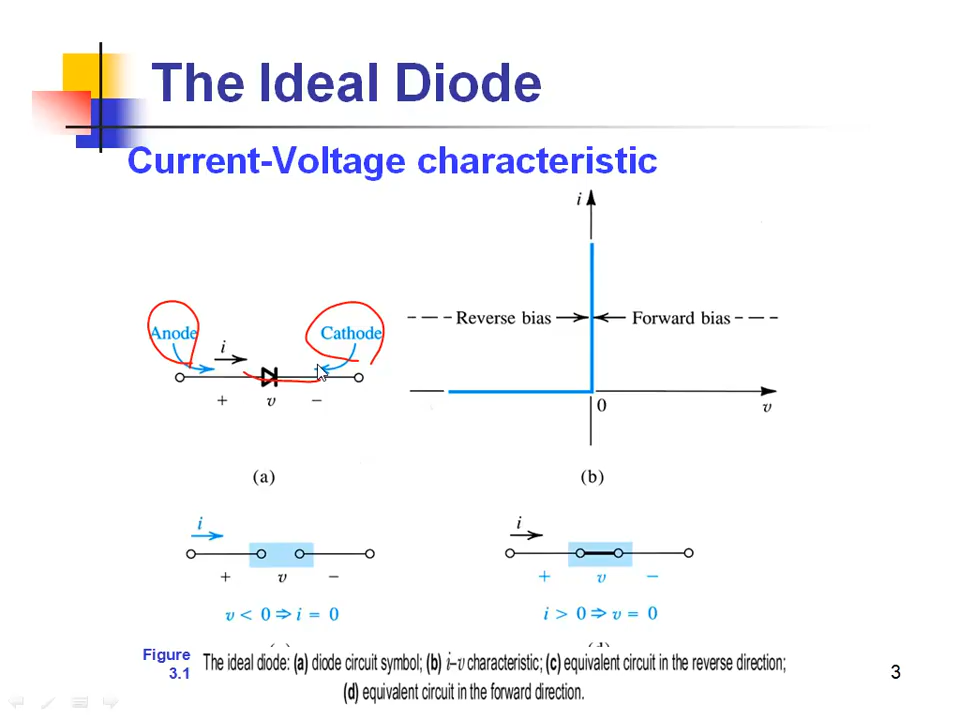 The Ideal Diode
Current-Voltage characteristic
i
Reverse bias
Forward bias
Anode
Cathode
i
+ v −
0
v
(a)
(b)
i
i
+ v −
+ v −
v < 0 ⇒ i = 0
i > 0 ⇒ v = 0
Figure
3.1
The ideal diode: (a) diode circuit symbol; (b) i–v characteristic; (c) equivalent circuit in the reverse direction;
(d) equivalent circuit in the forward direction.
3